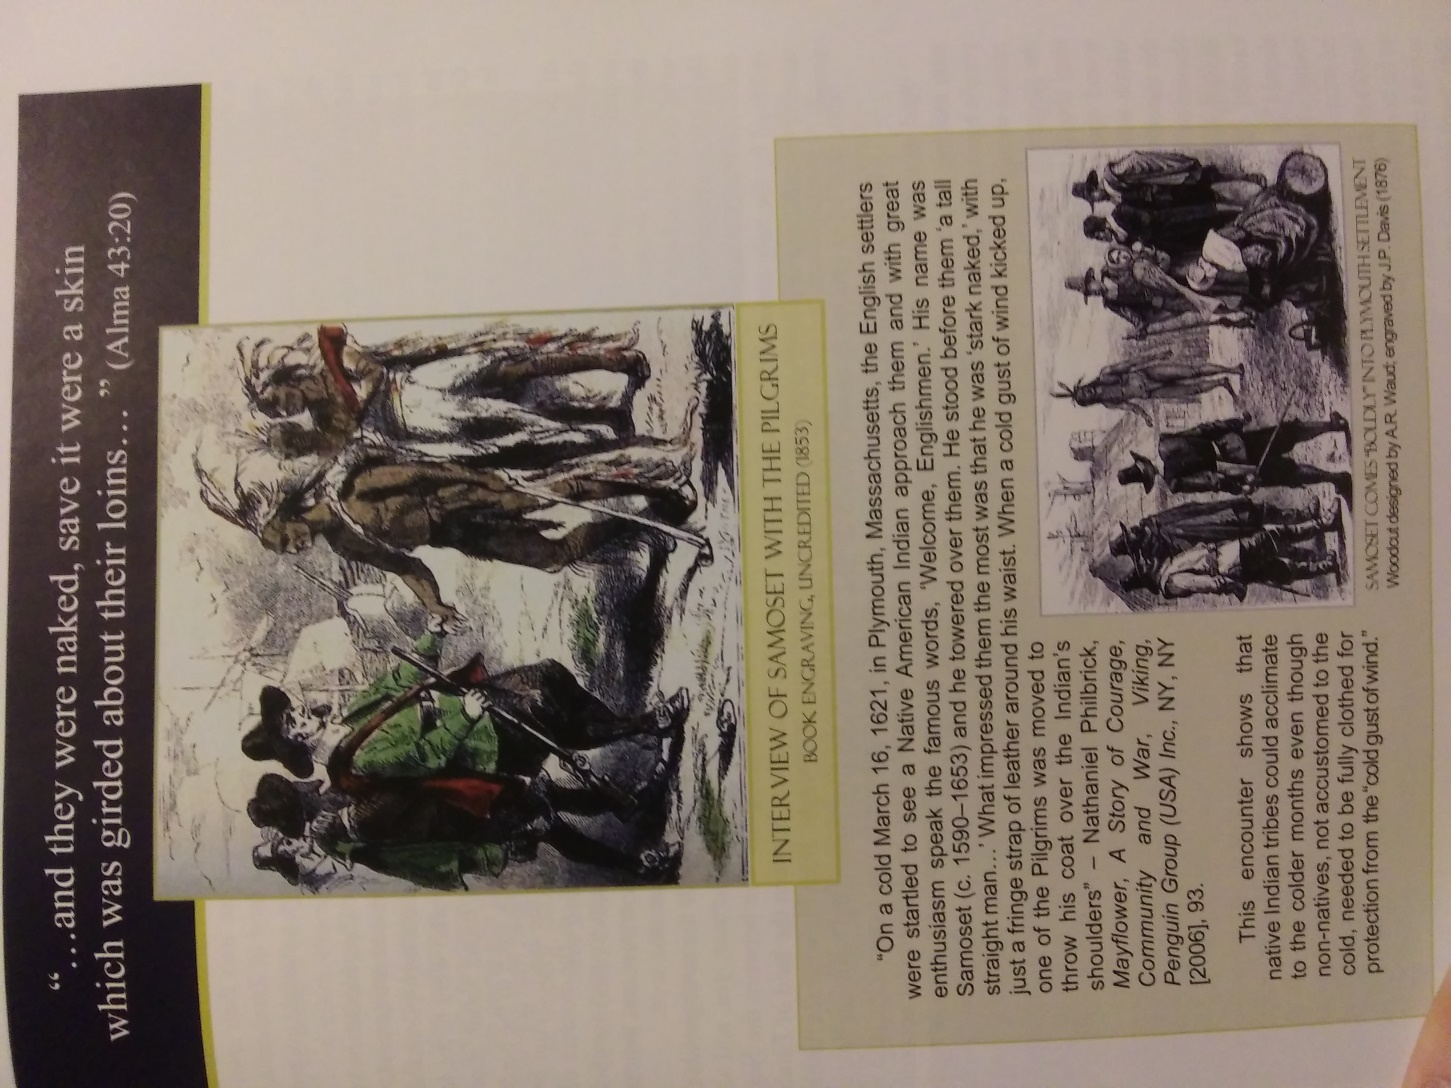 “…and they were naked, save it were a skin
which was girded about their loins… ” (Alma 43:20)
INTERVIEW OF SAMOSET WITH THE PILGRIMS
BOOK ENGRAVING, UNCREDITED (1853)
“On a cold March 16, 1621, in Plymouth, Massachusetts, the English settlers
were startled to see a Native American Indian approach them and with great
enthusiasm speak the famous words, ‘Welcome, Englishmen.’ His name was
Samoset (c. 1590–1653) and he towered over them. He stood before them ‘a tall
straight man…’ What impressed them the most was that he was ‘stark naked,’ with
just a fringe strap of leather around his waist. When a cold gust of wind kicked up,
one of the Pilgrims was moved to
throw his coat over the Indian’s
shoulders” – Nathaniel Philbrick,
Mayflower, A Story of Courage,
Community and War, Viking,
Penguin Group (USA) Inc., NY, NY
[2006], 93.
This encounter shows that
native Indian tribes could acclimate
to the colder months even though
non-natives, not accustomed to the
cold, needed to be fully clothed for
protection from the “cold gust of wind.”
SAMOSET COMES “BOLDLY” INTO PLYMOUTH SETTLEMENT
Woodcut designed by A.R. Waud; engraved by J.P. Davis (1876)